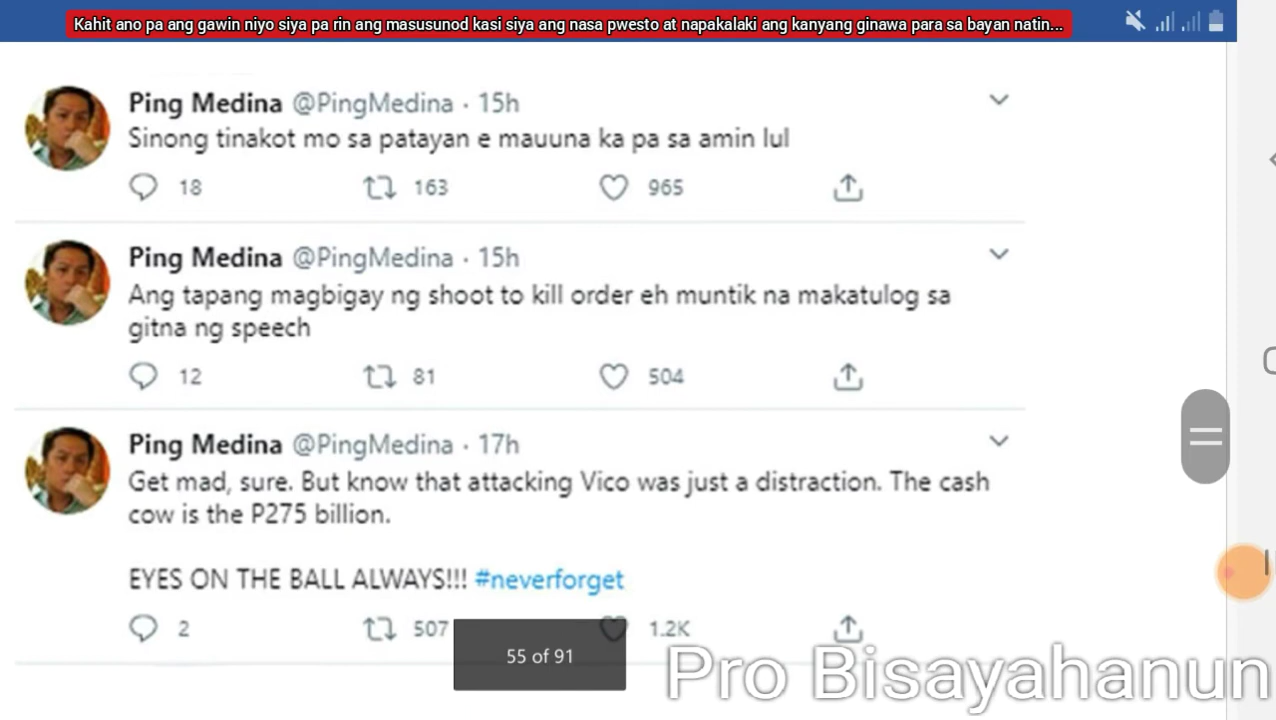 Kahit ano pa ang gawin niyo siya pa rin ang masusunod kasi siya ang nasa pwesto at napakalaki ang kanyang ginawa para sa bayan natin...
Ping Medina @PingMedina · 15h
Sinong tinakot mo sa patayan e mauuna ka pa sa amin lul
18 163 965
Ping Medina @PingMedina · 15h
Ang tapang magbigay ng shoot to kill order eh muntik na makatulog sa
gitna ng speech
12 81 504
Ping Medina @PingMedina · 17h
Get mad, sure. But know that attacking Vico was just a distraction. The cash
cow is the P275 billion.
EYES ON THE BALL ALWAYS!!! #neverforget
2 507 1.2K
55 of 91
Pro Bisayahanun